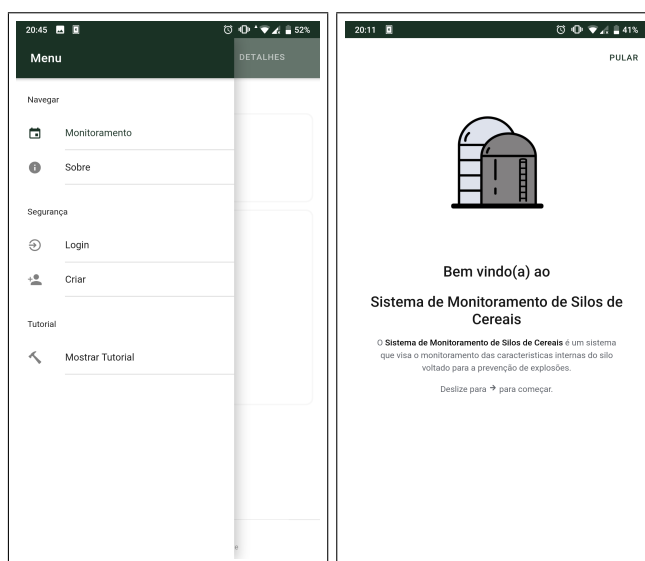 20:45
52%
Menu
DETALHES
Navegar
Monitoramento
Sobre
Segurança
Login
Criar
Tutorial
Mostrar Tutorial
e
20:11
41%
PULAR
Bem vindo(a) ao
Sistema de Monitoramento de Silos de
Cereais
O Sistema de Monitoramento de Silos de Cereais é um sistema
que visa o monitoramento das características internas do silo
voltado para a prevenção de explosões.
Deslize para → para começar.